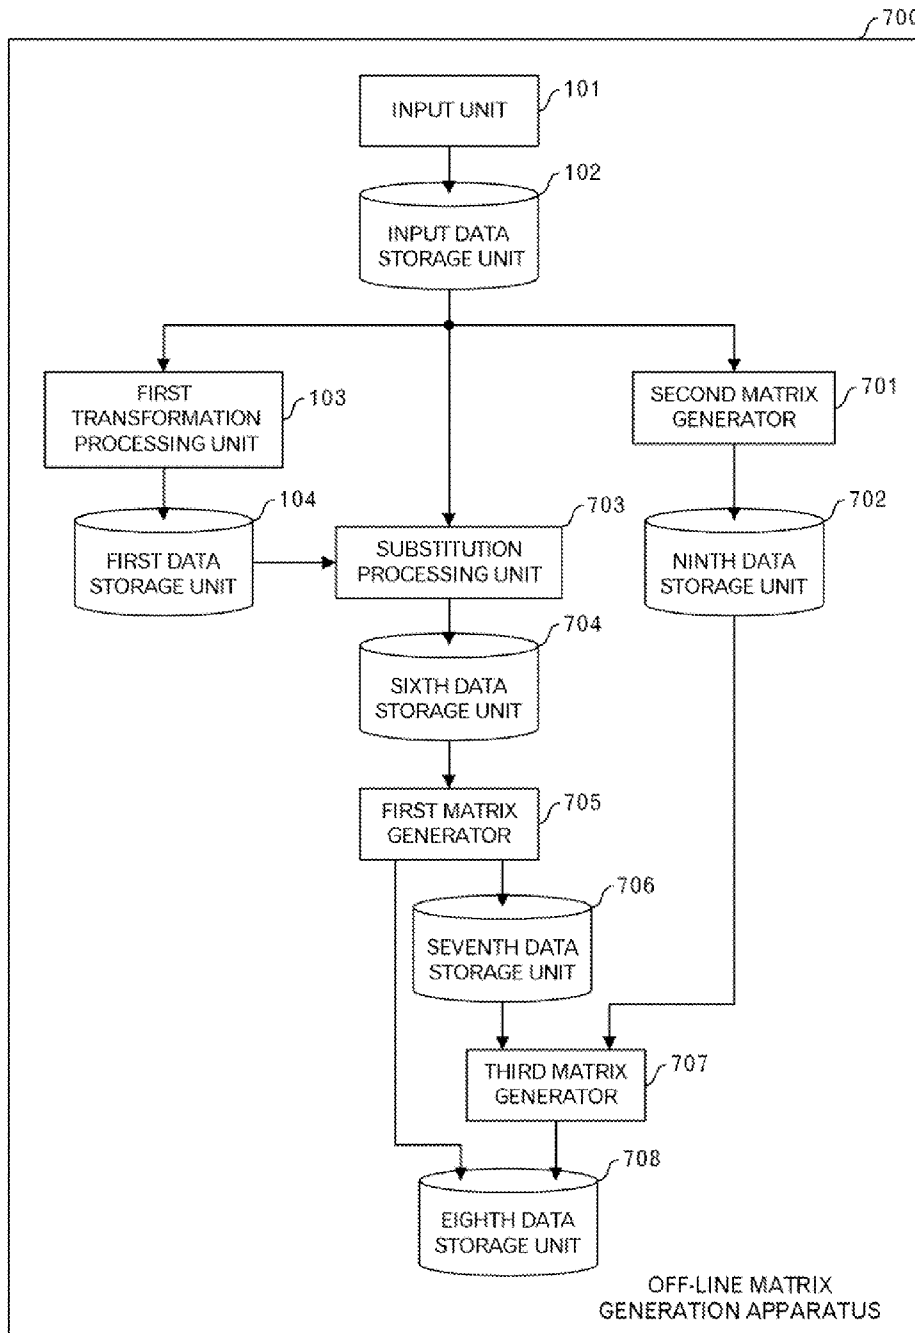 700
101
INPUT UNIT
102
INPUT DATA
STORAGE UNIT
FIRST
TRANSFORMATION
PROCESSING UNIT
103
SECOND MATRIX
GENERATOR
701
104
FIRST DATA
STORAGE UNIT
703
SUBSTITUTION
PROCESSING UNIT
702
NINTH DATA
STORAGE UNIT
704
SIXTH DATA
STORAGE UNIT
FIRST MATRIX
GENERATOR
705
706
SEVENTH DATA
STORAGE UNIT
THIRD MATRIX
GENERATOR
707
708
EIGHTH DATA
STORAGE UNIT
OFF-LINE MATRIX
GENERATION APPARATUS